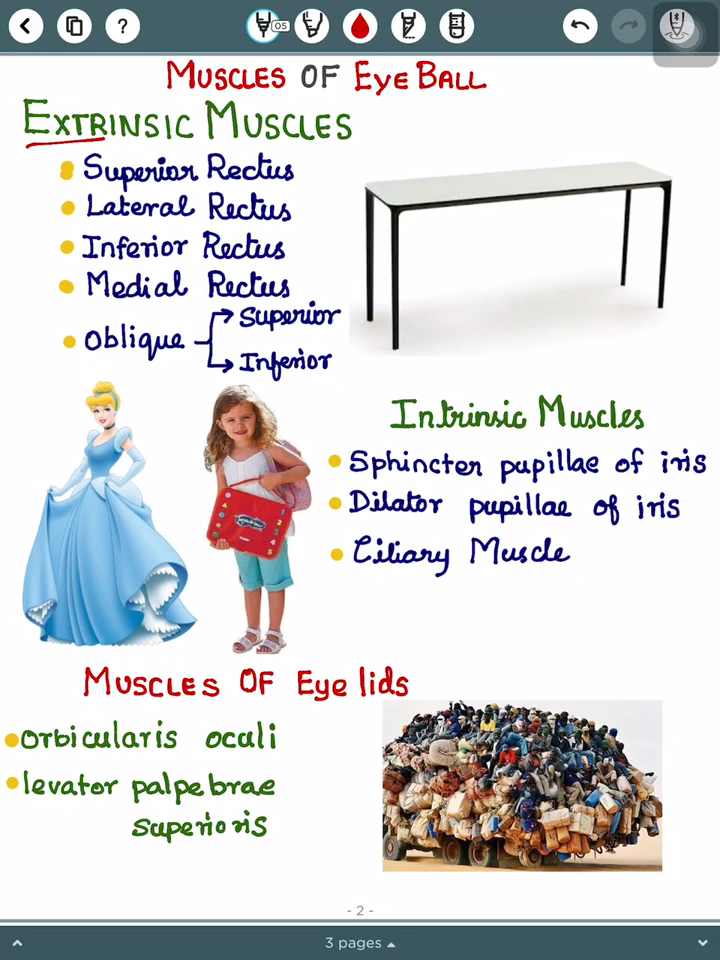 05
MUSCLES OF EyeBALL
EXTRINSIC MUSCLES
Superior Rectus
Lateral Rectus
Inferior Rectus
Medial Rectus
Oblique → Superior
→ Inferior
Intrinsic Muscles
Sphincter pupillae of iris
Dilator pupillae of iris
Ciliary Muscle
MUSCLES OF Eye lids
Orbicularis oculi
levator palpebrae
superioris
- 2 -
3 pages